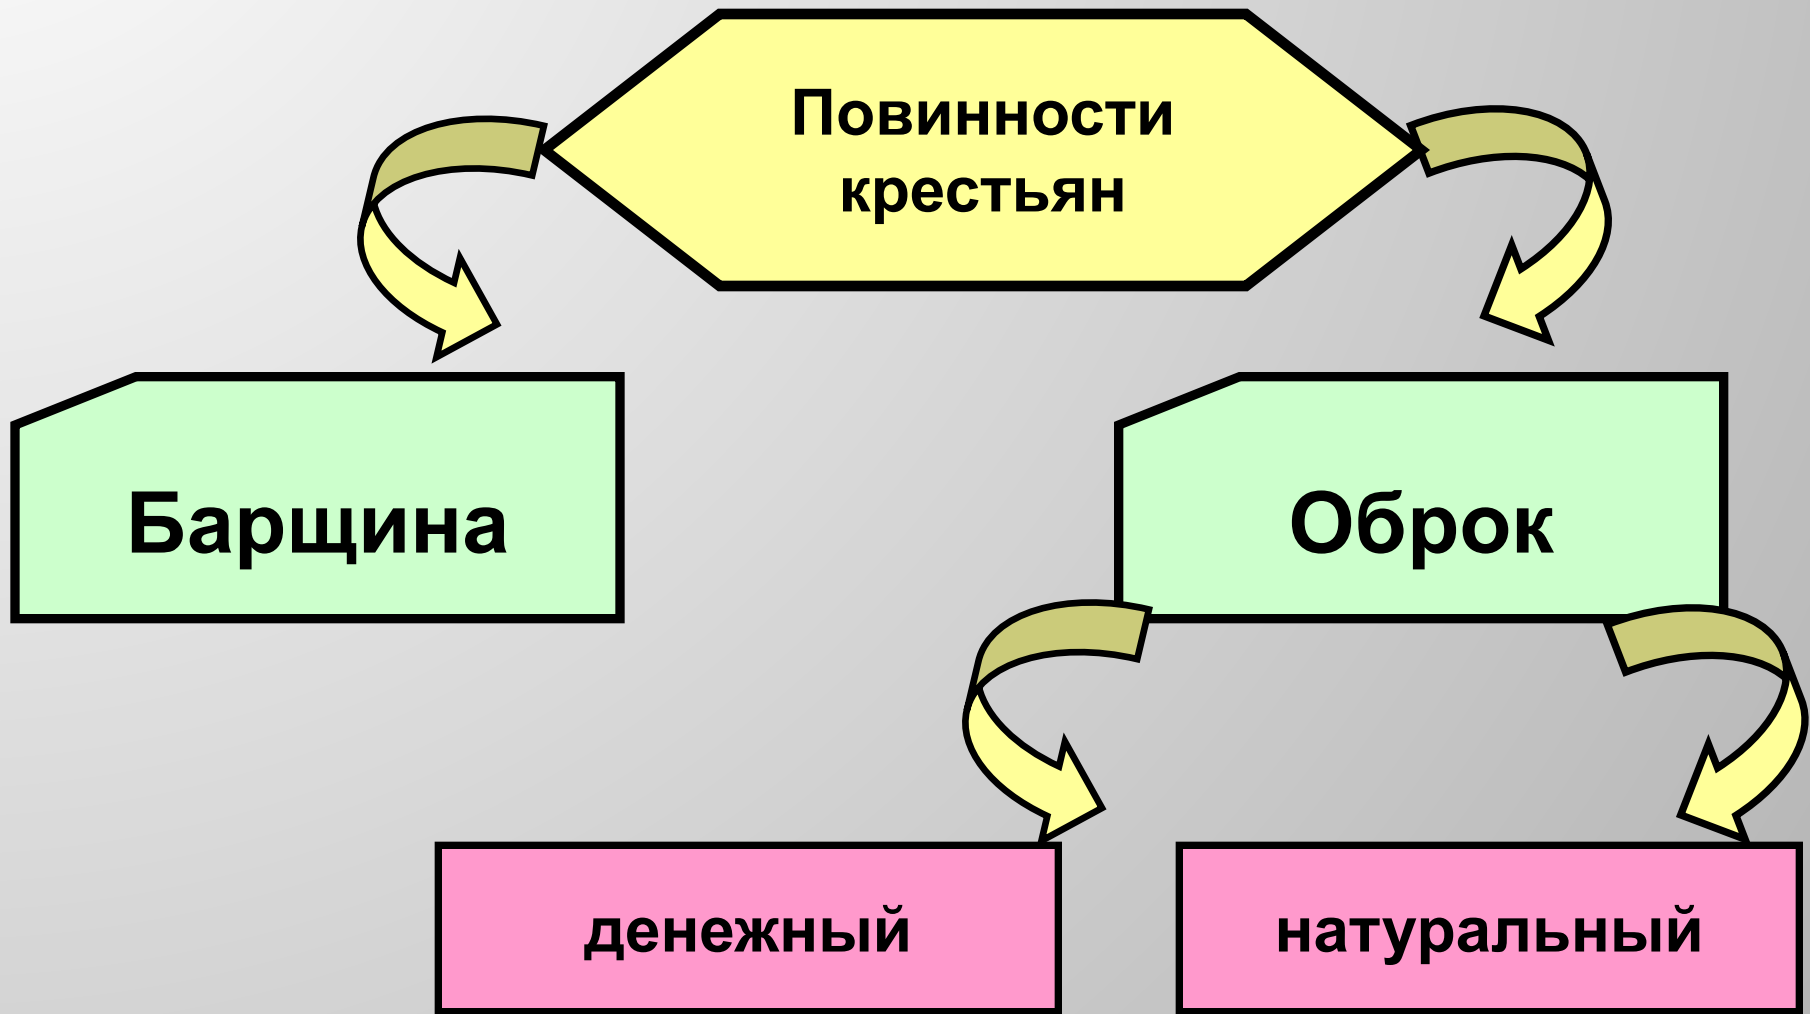 Повинности
крестьян
Барщина
Оброк
денежный
натуральный